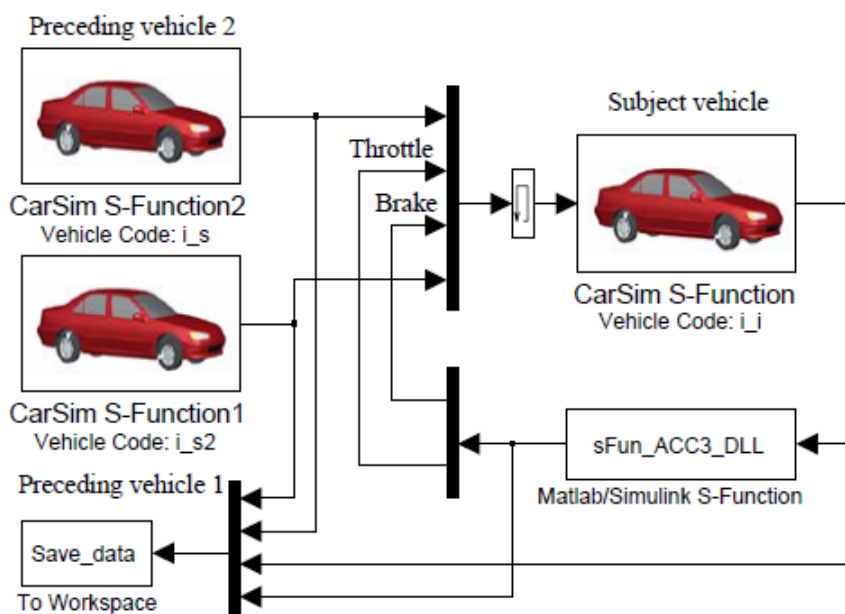 Preceding vehicle 2
CarSim S-Function2
Vehicle Code: i_s
CarSim S-Function1
Vehicle Code: i_s2
Preceding vehicle 1
Save_data
To Workspace
Throttle
Brake
Subject vehicle
CarSim S-Function
Vehicle Code: i_i
sFun_ACC3_DLL
Matlab/Simulink S-Function